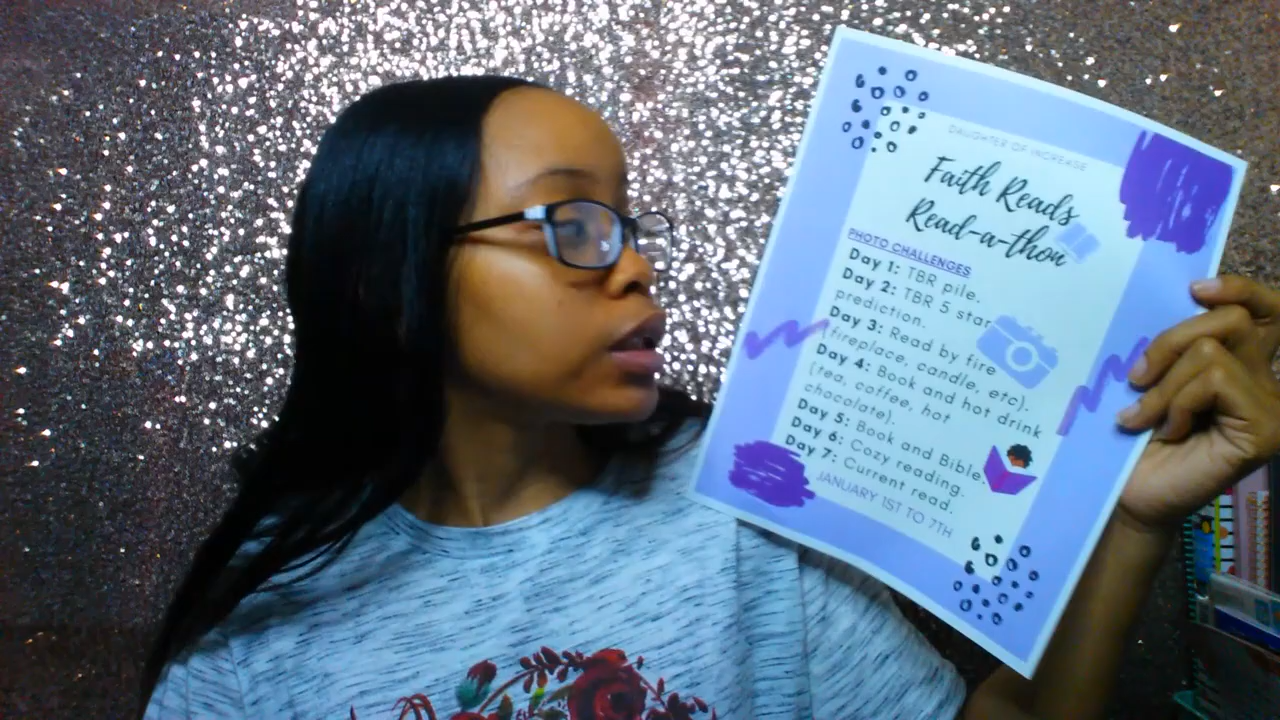 DAUGHTER OF INCREASE
Faith Reads
Read-a-thon
PHOTO CHALLENGES
Day 1: TBR pile.
Day 2: TBR 5 star
prediction.
Day 3: Read by fire
(fireplace, candle, etc).
Day 4: Book and hot drink
(tea, coffee, hot
chocolate).
Day 5: Book and Bible.
Day 6: Cozy reading.
Day 7: Current read.
JANUARY 1ST TO 7TH